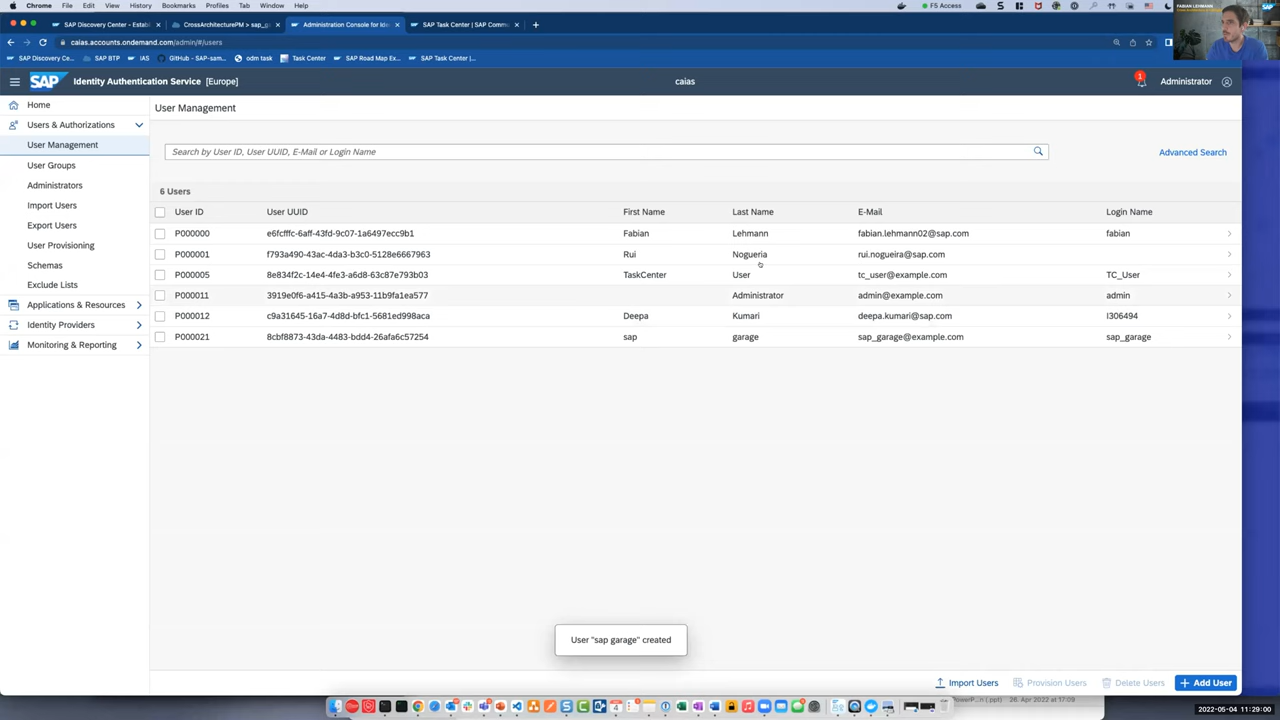 Chrome File Edit View History Bookmarks Profiles Tab Window Help
F5 Access
FABIAN LEHMANN
SAP Discovery Center - Establ
CrossArchitecturePM > sap_g
Administration Console for Ide
SAP Task Center | SAP Commu
caias.accounts.ondemand.com/admin/#/users
SAP Discovery Ce...
SAP BTP
IAS
GitHub - SAP-sam...
odm task
Task Center
SAP Road Map Ex...
SAP Task Center |...
SAP Identity Authentication Service [Europe]
caias
1
Administrator
Home
Users & Authorizations
User Management
User Groups
Administrators
Import Users
Export Users
User Provisioning
Schemas
Exclude Lists
Applications & Resources
Identity Providers
Monitoring & Reporting
User Management
Search by User ID, User UUID, E-Mail or Login Name
Advanced Search
6 Users
User ID User UUID First Name Last Name E-Mail Login Name
P000000 e6fcfffc-6aff-43fd-9c07-1a6497ecc9b1 Fabian Lehmann fabian.lehmann02@sap.com fabian
P000001 f793a490-43ac-4da3-b3c0-5128e6667963 Rui Nogueria rui.nogueira@sap.com
P000005 8e834f2c-14e4-4fe3-a6d8-63c87e793b03 TaskCenter User tc_user@example.com TC_User
P000011 3919e0f6-a415-4a3b-a953-11b9fa1ea577 Administrator admin@example.com admin
P000012 c9a31645-16a7-4d8d-bfc1-5681ed998aca Deepa Kumari deepa.kumari@sap.com I306494
P000021 8cbf8873-43da-4483-bdd4-26afa6c57254 sap garage sap_garage@example.com sap_garage
User "sap garage" created
Import Users
Provision Users
Delete Users
Add User
26. Apr 2022 at 17:09
2022-05-04 11:29:00